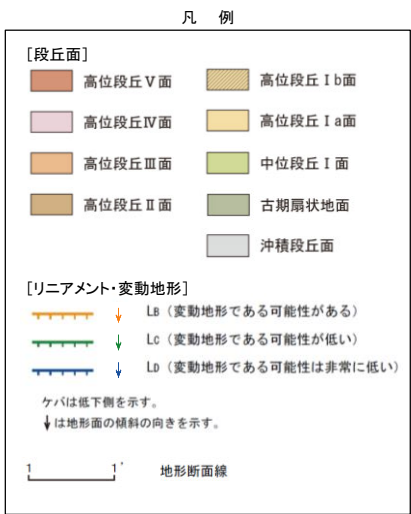 凡 例
[段丘面]
高位段丘Ⅴ面
高位段丘Ⅰb面
高位段丘Ⅳ面
高位段丘Ⅰa面
高位段丘Ⅲ面
中位段丘Ⅰ面
高位段丘Ⅱ面
古期扇状地面
沖積段丘面
[リニアメント・変動地形]
LB (変動地形である可能性がある)
LC (変動地形である可能性が低い)
LD (変動地形である可能性は非常に低い)
ケバは低下側を示す。
↓は地形面の傾斜の向きを示す。
1 1' 地形断面線